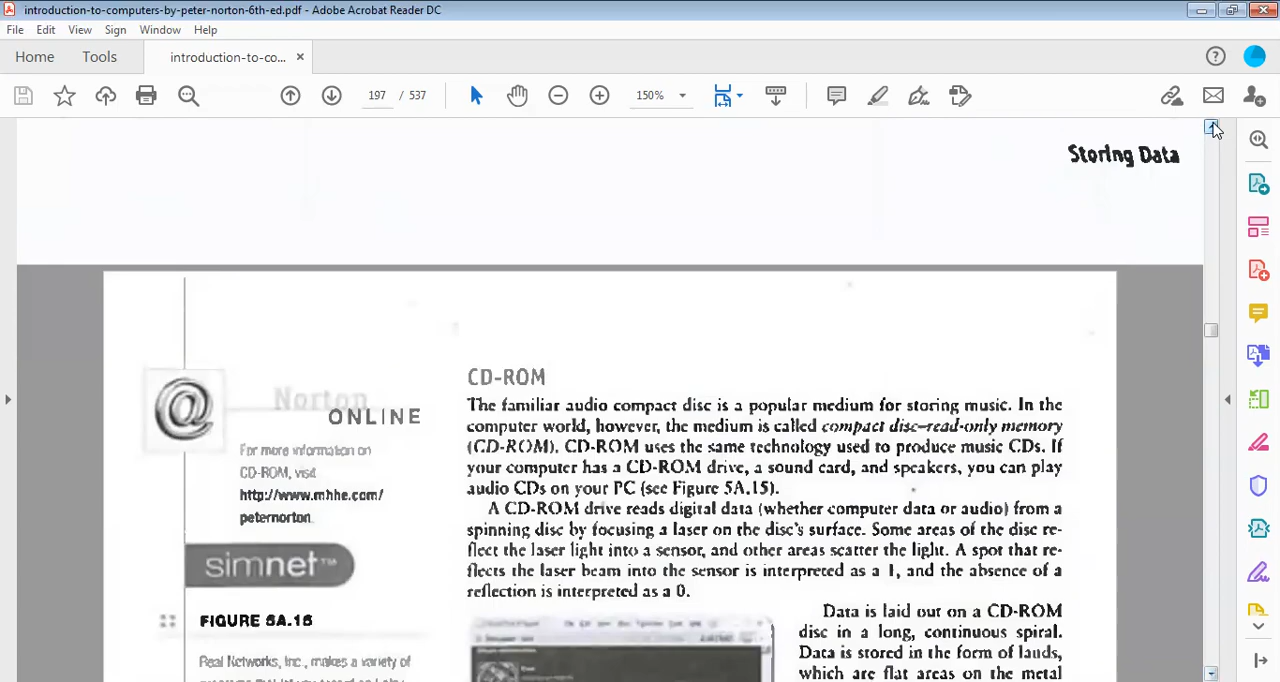 introduction-to-computers-by-peter-norton-6th-ed.pdf - Adobe Acrobat Reader DC
File Edit View Sign Window Help
Home Tools introduction-to-co... ×
197 / 537 150%
Storing Data
Norton
ONLINE
For more information on
CD-ROM, visit
http://www.mhhe.com/
peternorton.
simnet™
FIGURE 5A.15
Real Networks, Inc., makes a variety of
CD-ROM
The familiar audio compact disc is a popular medium for storing music. In the
computer world, however, the medium is called compact disc–read-only memory
(CD-ROM). CD-ROM uses the same technology used to produce music CDs. If
your computer has a CD-ROM drive, a sound card, and speakers, you can play
audio CDs on your PC (see Figure 5A.15).
A CD-ROM drive reads digital data (whether computer data or audio) from a
spinning disc by focusing a laser on the disc's surface. Some areas of the disc re-
flect the laser light into a sensor, and other areas scatter the light. A spot that re-
flects the laser beam into the sensor is interpreted as a 1, and the absence of a
reflection is interpreted as a 0.
Data is laid out on a CD-ROM
disc in a long, continuous spiral.
Data is stored in the form of lands,
which are flat areas on the metal